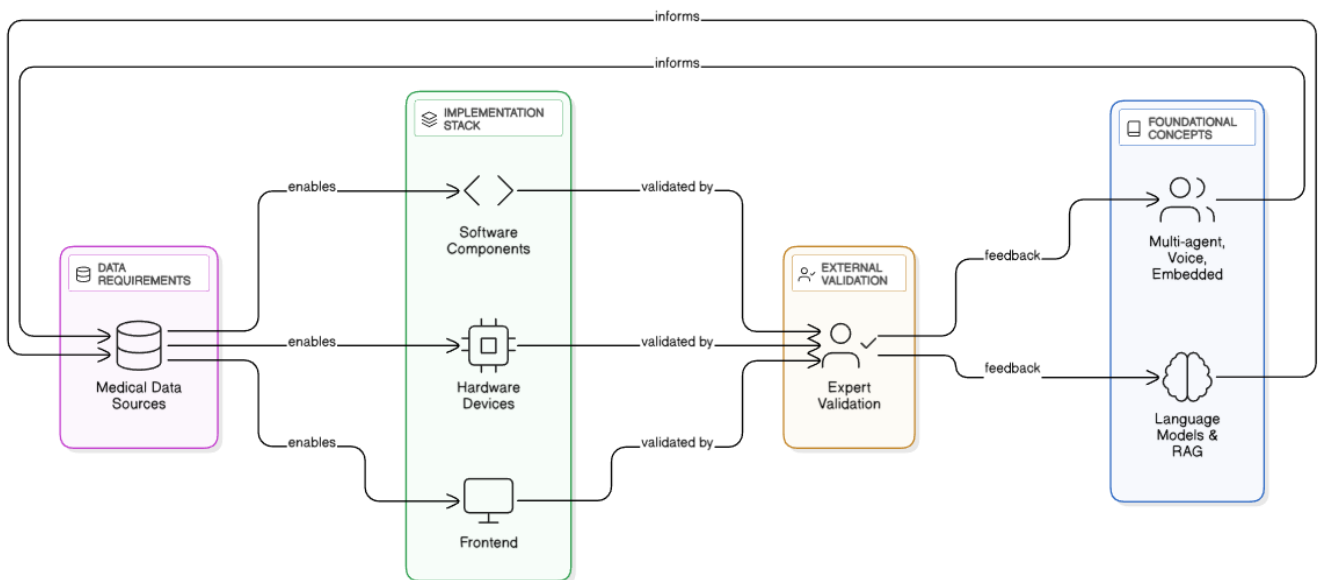 informs
informs
IMPLEMENTATION
STACK
FOUNDATIONAL
CONCEPTS
enables
validated by
Software
Components
Multi-agent,
Voice,
Embedded
DATA
REQUIREMENTS
EXTERNAL
VALIDATION
feedback
enables
validated by
Medical Data
Sources
Hardware
Devices
Expert
Validation
feedback
Language
Models &
RAG
enables
validated by
Frontend